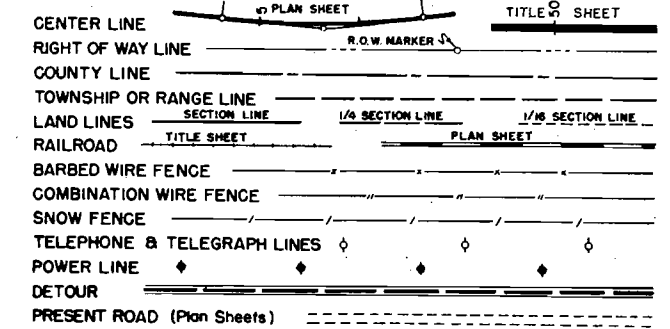 CENTER LINE 5 PLAN SHEET TITLE 50 SHEET
RIGHT OF WAY LINE R.O.W. MARKER
COUNTY LINE
TOWNSHIP OR RANGE LINE
LAND LINES SECTION LINE 1/4 SECTION LINE 1/16 SECTION LINE
RAILROAD TITLE SHEET PLAN SHEET
BARBED WIRE FENCE
COMBINATION WIRE FENCE
SNOW FENCE
TELEPHONE & TELEGRAPH LINES
POWER LINE
DETOUR
PRESENT ROAD (Plan Sheets)